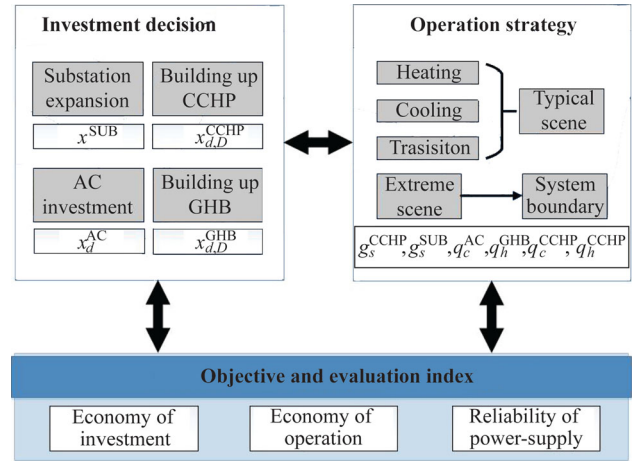 Investment decision
Substation
expansion
Building up
CCHP
x^SUB
x_{d,D}^{CCHP}
AC
investment
Building up
GHB
x_d^{AC}
x_{d,D}^{GHB}
Operation strategy
Heating
Cooling
Trasisiton
Typical
scene
Extreme
scene
System
boundary
g_s^{CCHP},g_s^{SUB},q_c^{AC},q_h^{GHB},q_c^{CCHP}, q_h^{CCHP}
Objective and evaluation index
Economy of
investment
Economy of
operation
Reliability of
power-supply